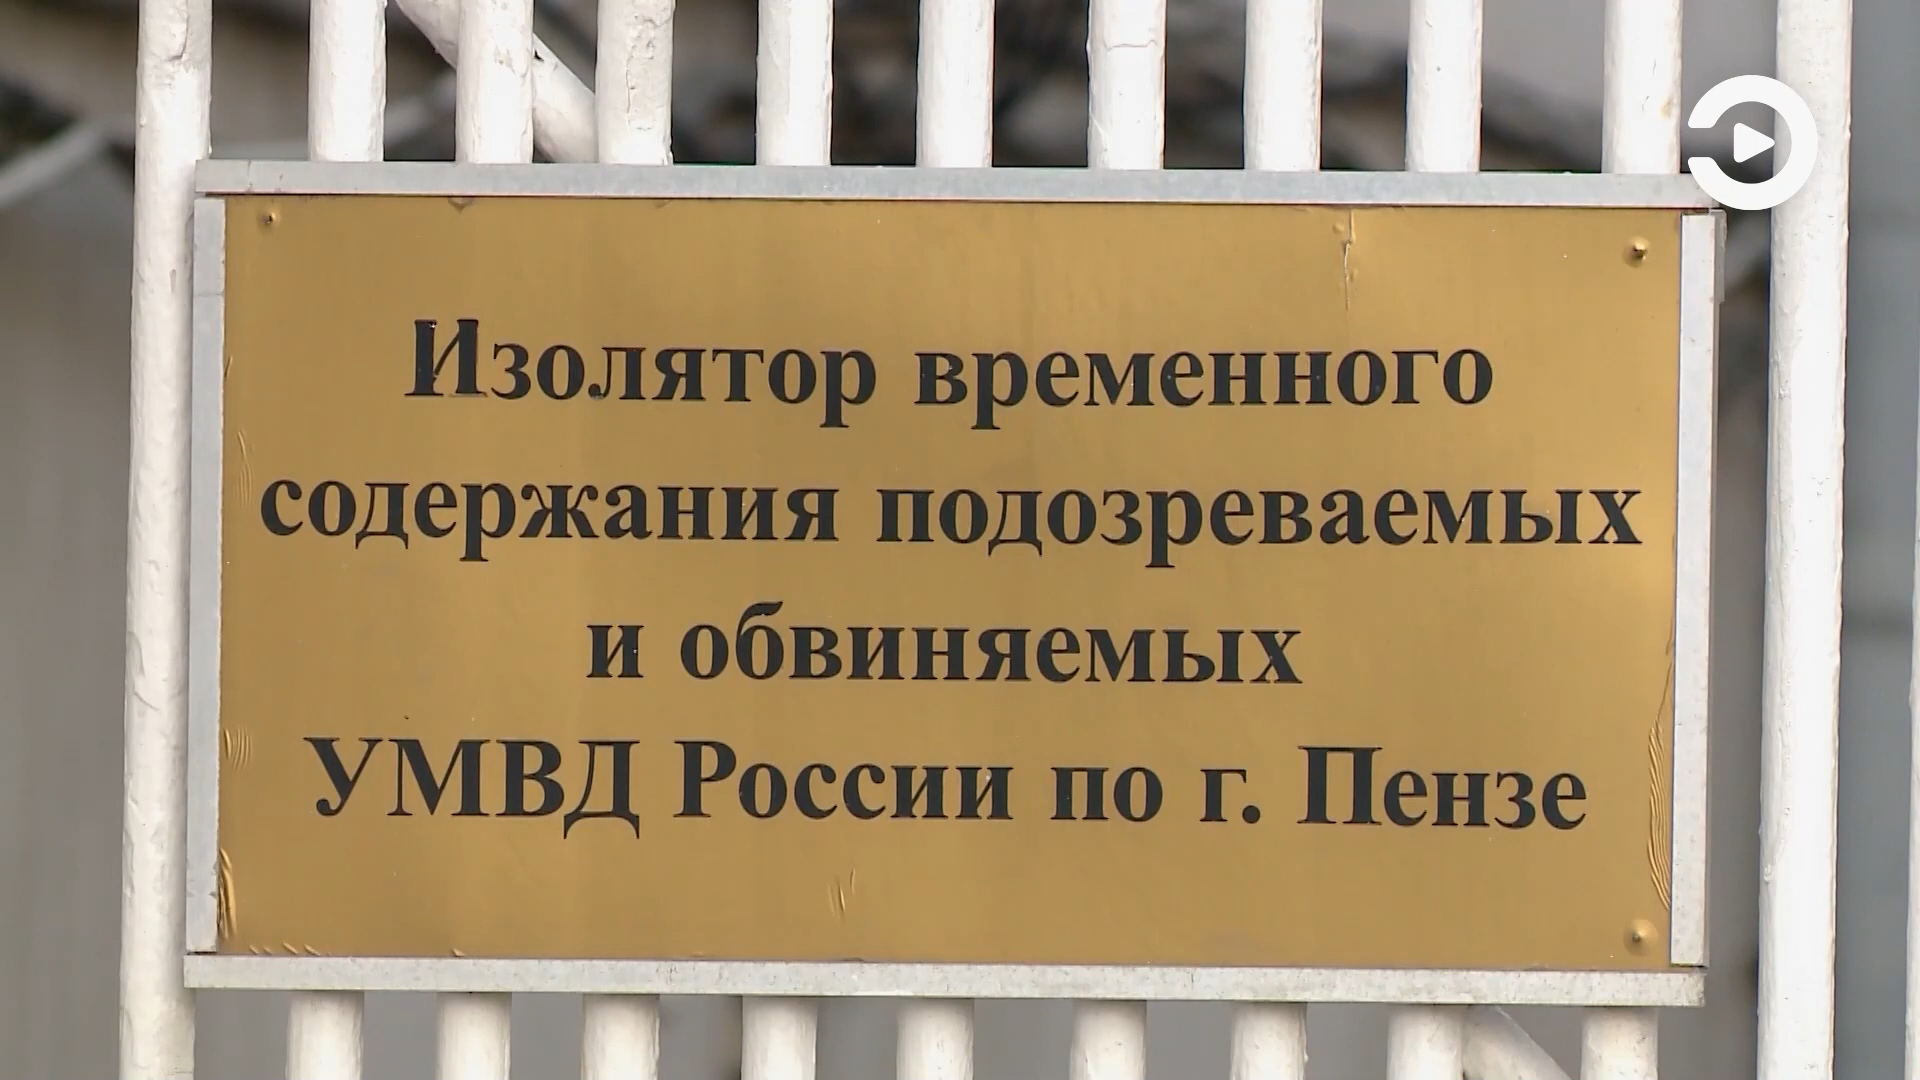 Изолятор временного
содержания подозреваемых
и обвиняемых
УМВД России по г. Пензе